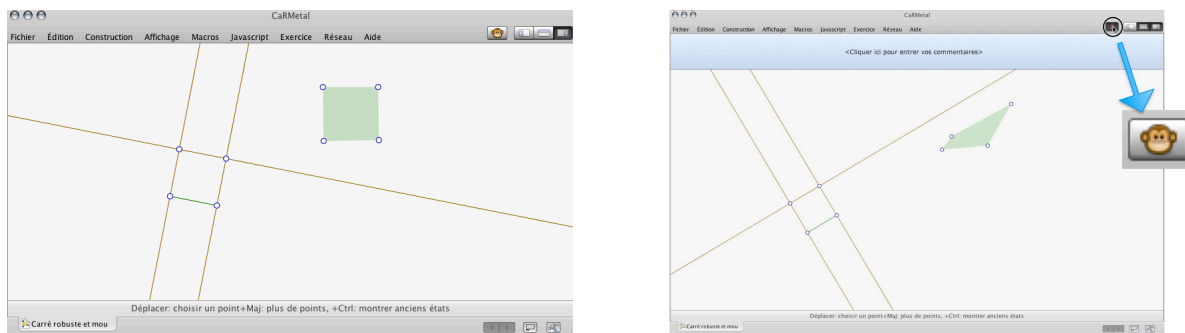 CaRMetal
Fichier Édition Construction Affichage Macros Javascript Exercice Réseau Aide
Déplacer: choisir un point+Maj: plus de points, +Ctrl: montrer anciens états
Carré robuste et mou
CaRMetal
Fichier Édition Construction Affichage Macros Javascript Exercice Réseau Aide
<Cliquer ici pour entrer vos commentaires>
Déplacer: choisir un point+Maj: plus de points, +Ctrl: montrer anciens états
Carré robuste et mou